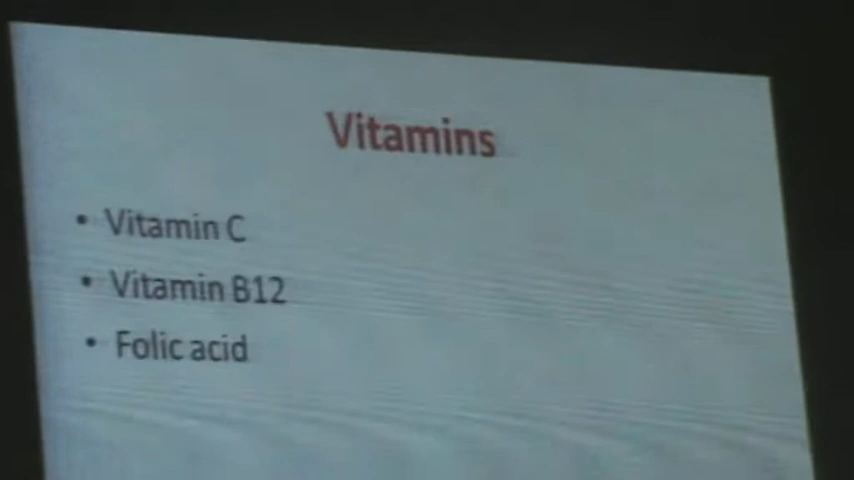 Vitamins
• Vitamin C
• Vitamin B12
• Folic acid